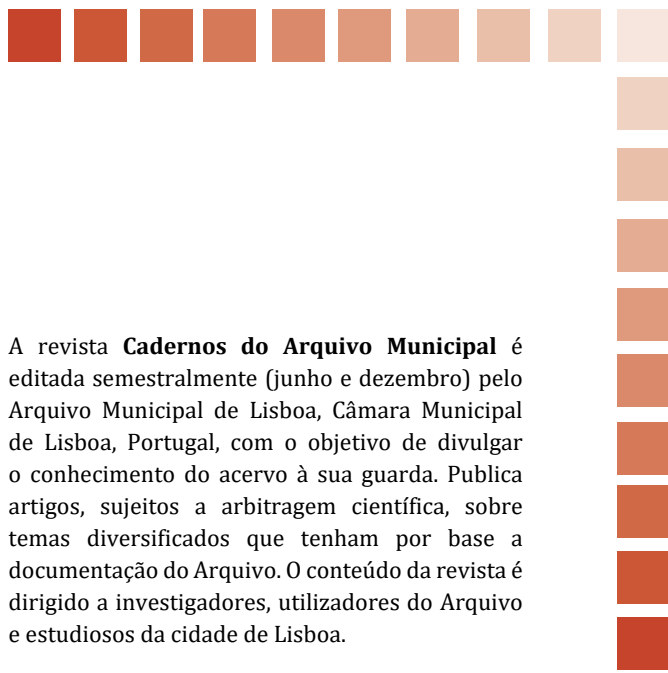 A revista Cadernos do Arquivo Municipal é
editada semestralmente (junho e dezembro) pelo
Arquivo Municipal de Lisboa, Câmara Municipal
de Lisboa, Portugal, com o objetivo de divulgar
o conhecimento do acervo à sua guarda. Publica
artigos, sujeitos a arbitragem científica, sobre
temas diversificados que tenham por base a
documentação do Arquivo. O conteúdo da revista é
dirigido a investigadores, utilizadores do Arquivo
e estudiosos da cidade de Lisboa.